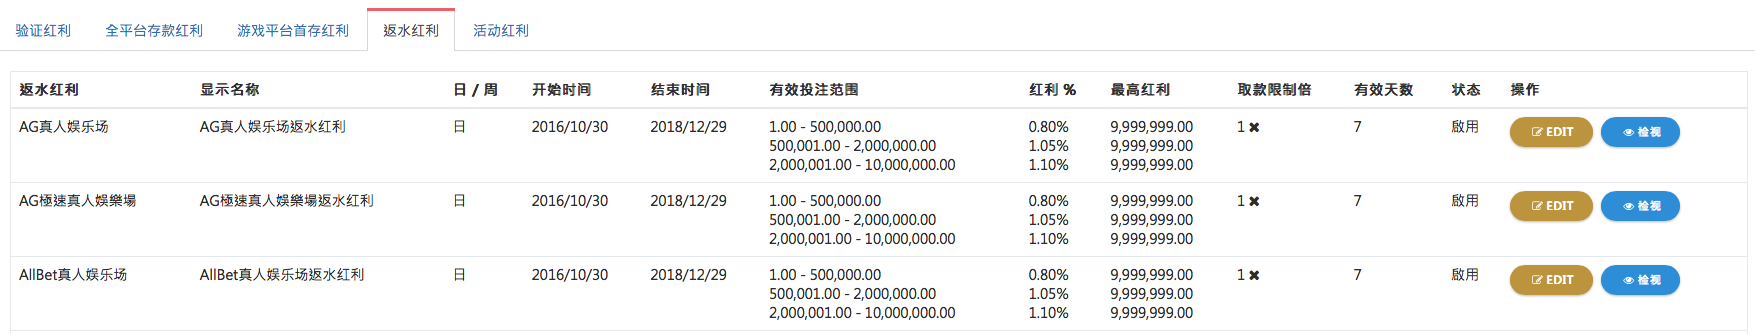 验证红利 全平台存款红利 游戏平台首存红利 返水红利 活动红利
返水红利 显示名称 日 / 周 开始时间 结束时间 有效投注范围 红利 % 最高红利 取款限制倍 有效天数 状态 操作
AG真人娱乐场 AG真人娱乐场返水红利 日 2016/10/30 2018/12/29 1.00 - 500,000.00 0.80% 9,999,999.00 1 ✖ 7 啟用 EDIT 检视
500,001.00 - 2,000,000.00 1.05% 9,999,999.00
2,000,001.00 - 10,000,000.00 1.10% 9,999,999.00
AG極速真人娛樂場 AG極速真人娛樂場返水红利 日 2016/10/30 2018/12/29 1.00 - 500,000.00 0.80% 9,999,999.00 1 ✖ 7 啟用 EDIT 检视
500,001.00 - 2,000,000.00 1.05% 9,999,999.00
2,000,001.00 - 10,000,000.00 1.10% 9,999,999.00
AllBet真人娱乐场 AllBet真人娱乐场返水红利 日 2016/10/30 2018/12/29 1.00 - 500,000.00 0.80% 9,999,999.00 1 ✖ 7 啟用 EDIT 检视
500,001.00 - 2,000,000.00 1.05% 9,999,999.00
2,000,001.00 - 10,000,000.00 1.10% 9,999,999.00